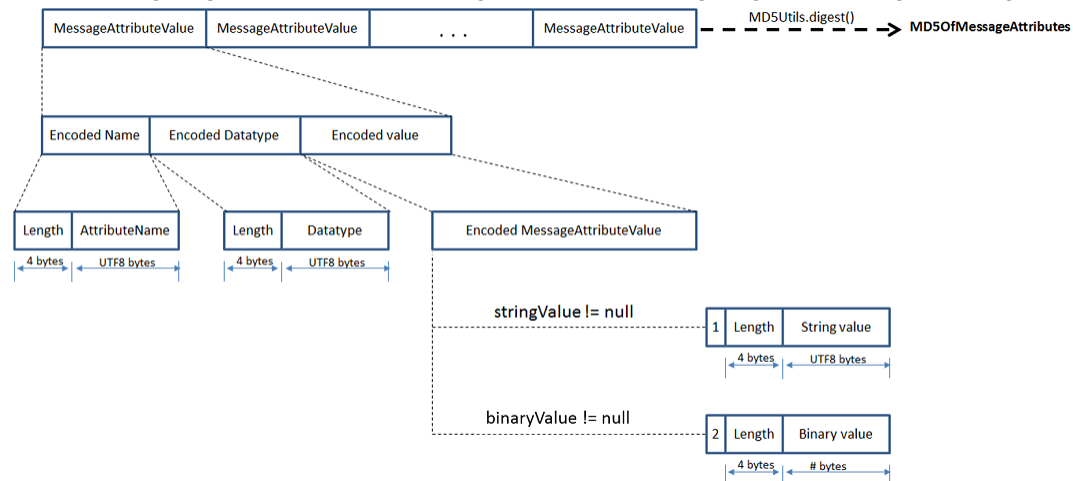 MessageAttributeValue MessageAttributeValue . . . MessageAttributeValue MD5Utils.digest() MD5OfMessageAttributes
Encoded Name Encoded Datatype Encoded value
Length AttributeName Length Datatype Encoded MessageAttributeValue
4 bytes UTF8 bytes 4 bytes UTF8 bytes
stringValue != null
1 Length String value
4 bytes UTF8 bytes
binaryValue != null
2 Length Binary value
4 bytes # bytes